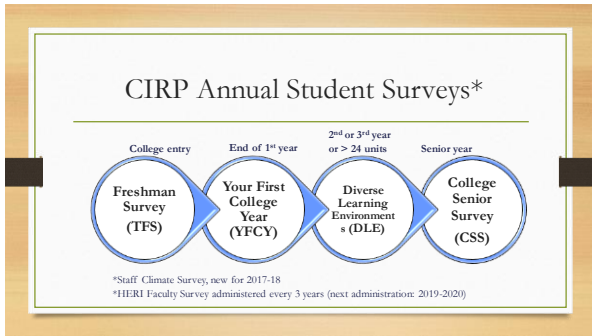 CIRP Annual Student Surveys*
College entry
End of 1st year
2nd or 3rd year
or > 24 units
Senior year
Freshman
Survey
(TFS)
Your First
College
Year
(YFCY)
Diverse
Learning
Environment
s (DLE)
College
Senior
Survey
(CSS)
*Staff Climate Survey, new for 2017-18
*HERI Faculty Survey administered every 3 years (next administration: 2019-2020)